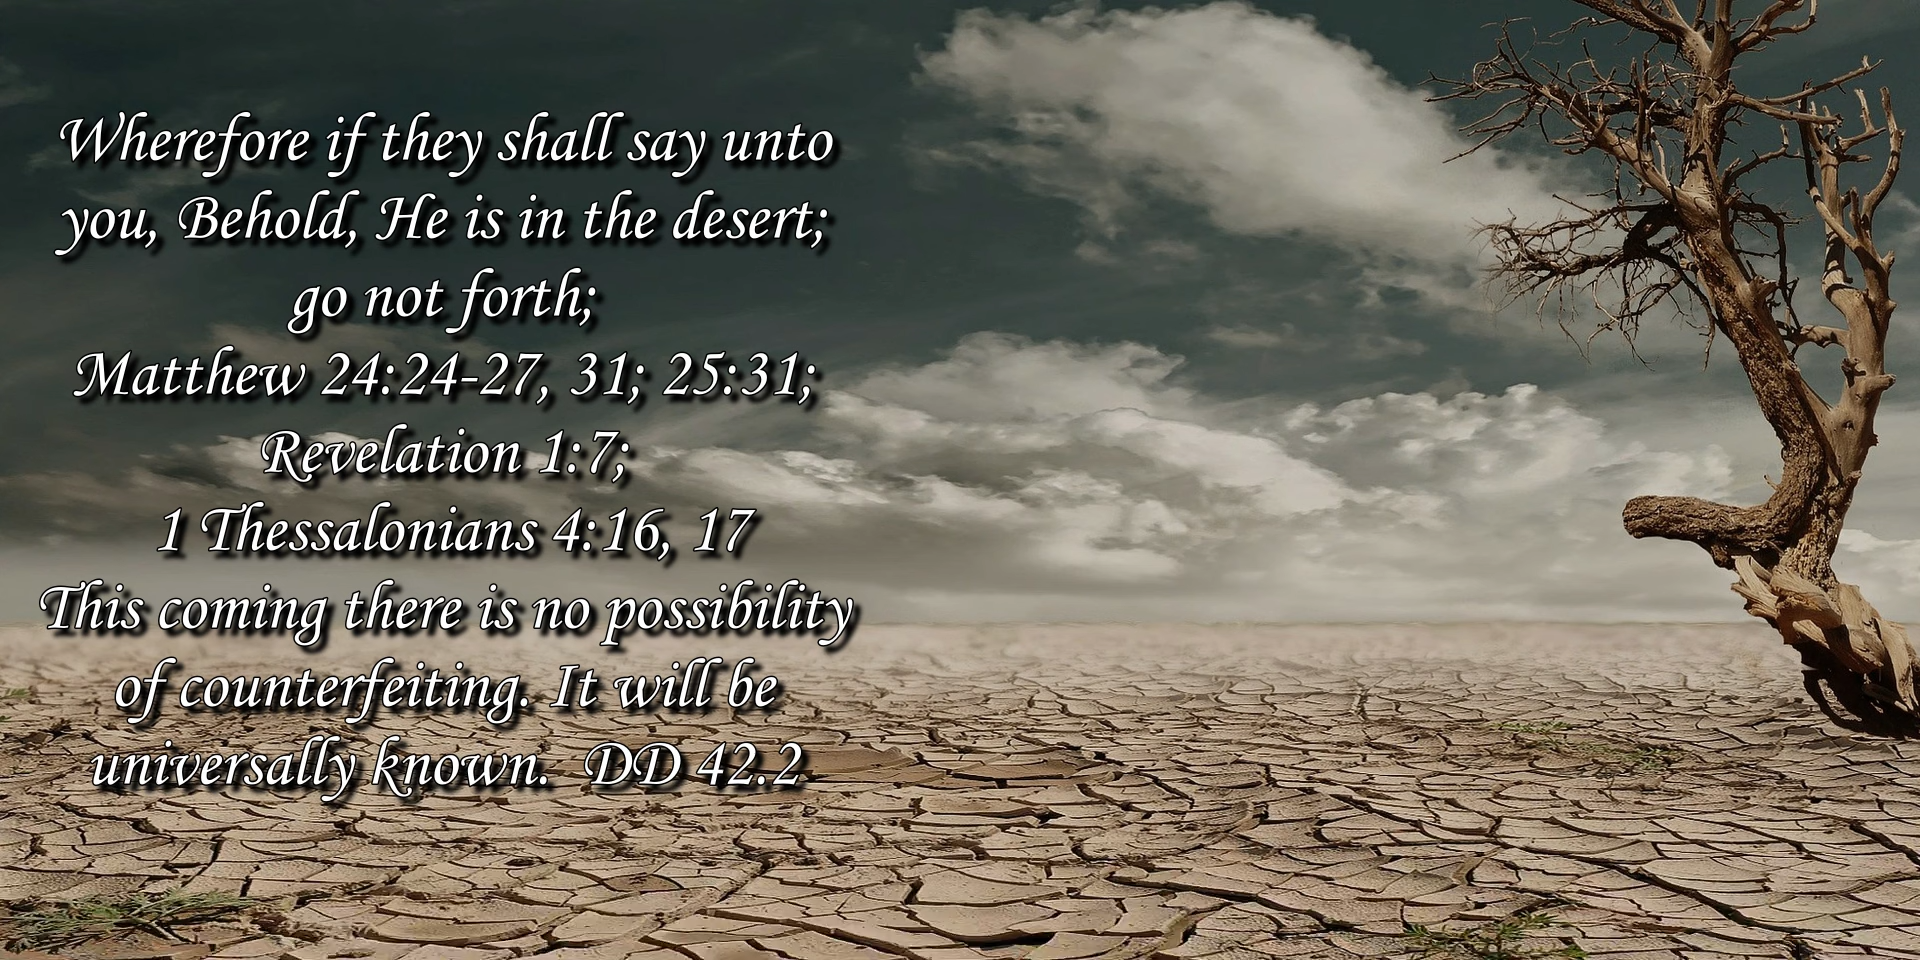 Wherefore if they shall say unto
you, Behold, He is in the desert;
go not forth;
Matthew 24:24-27, 31; 25:31;
Revelation 1:7;
1 Thessalonians 4:16, 17
This coming there is no possibility
of counterfeiting. It will be
universally known.  DD 42.2